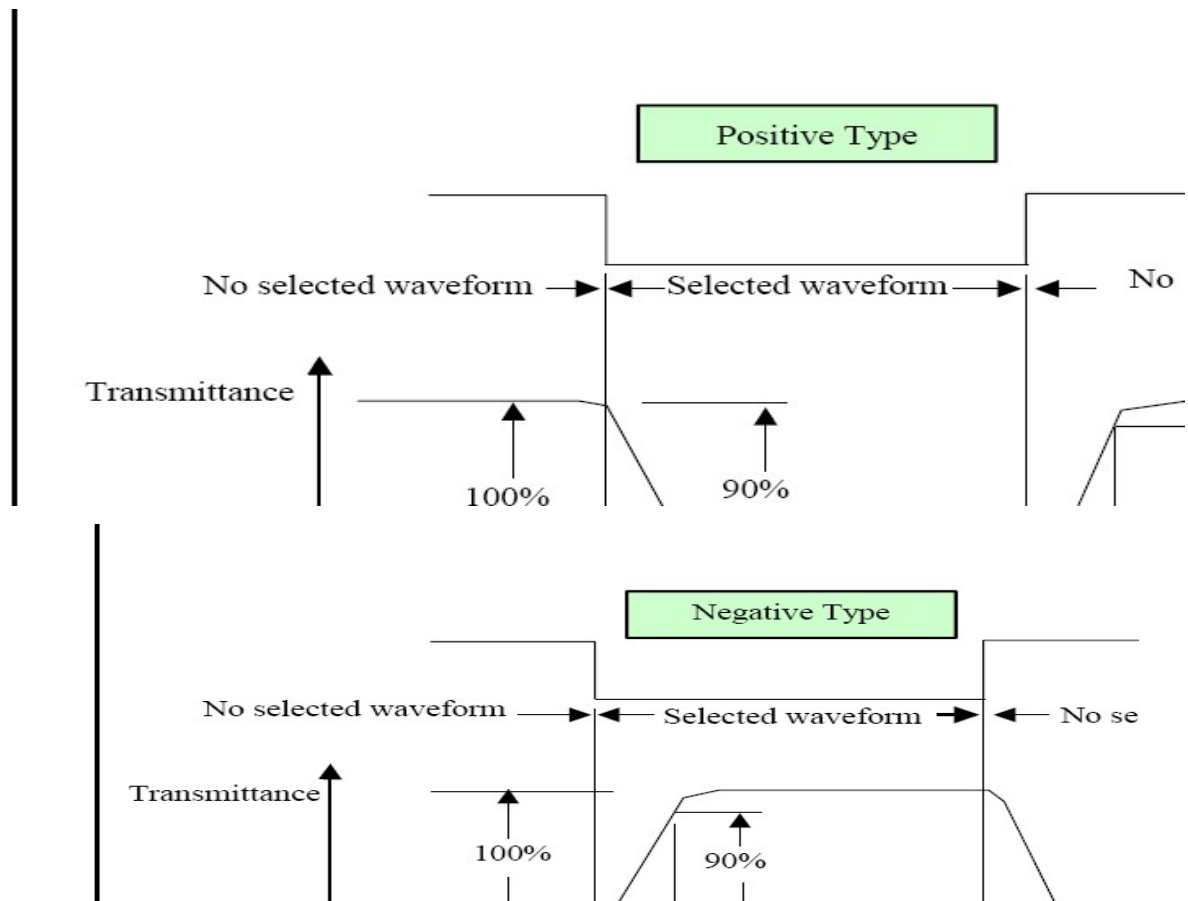 Positive Type
No selected waveform Selected waveform No
Transmittance
100% 90%
Negative Type
No selected waveform Selected waveform No se
Transmittance
100% 90%